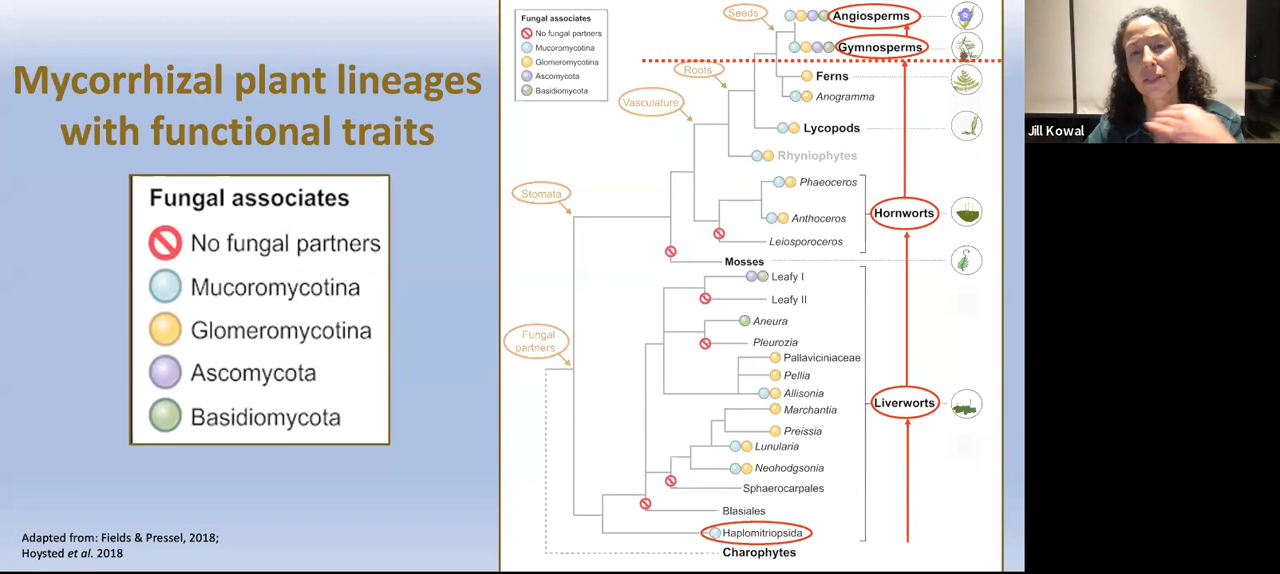 Mycorrhizal plant lineages
with functional traits
Fungal associates
No fungal partners
Mucoromycotina
Glomeromycotina
Ascomycota
Basidiomycota
Adapted from: Fields & Pressel, 2018;
Hoysted et al. 2018
Fungal associates
No fungal partners
Mucoromycotina
Glomeromycotina
Ascomycota
Basidiomycota
Seeds
Angiosperms
Gymnosperms
Roots
Ferns
Anogramma
Vasculature
Lycopods
Rhyniophytes
Stomata
Phaeoceros
Anthoceros
Hornworts
Leiosporoceros
Mosses
Leafy I
Leafy II
Aneura
Fungal
partners
Pleurozia
Pallaviciniaceae
Pellia
Allisonia
Liverworts
Marchantia
Preissia
Lunularia
Neohodgsonia
Sphaerocarpales
Blasiales
Haplomitriopsida
Charophytes
Jill Kowal